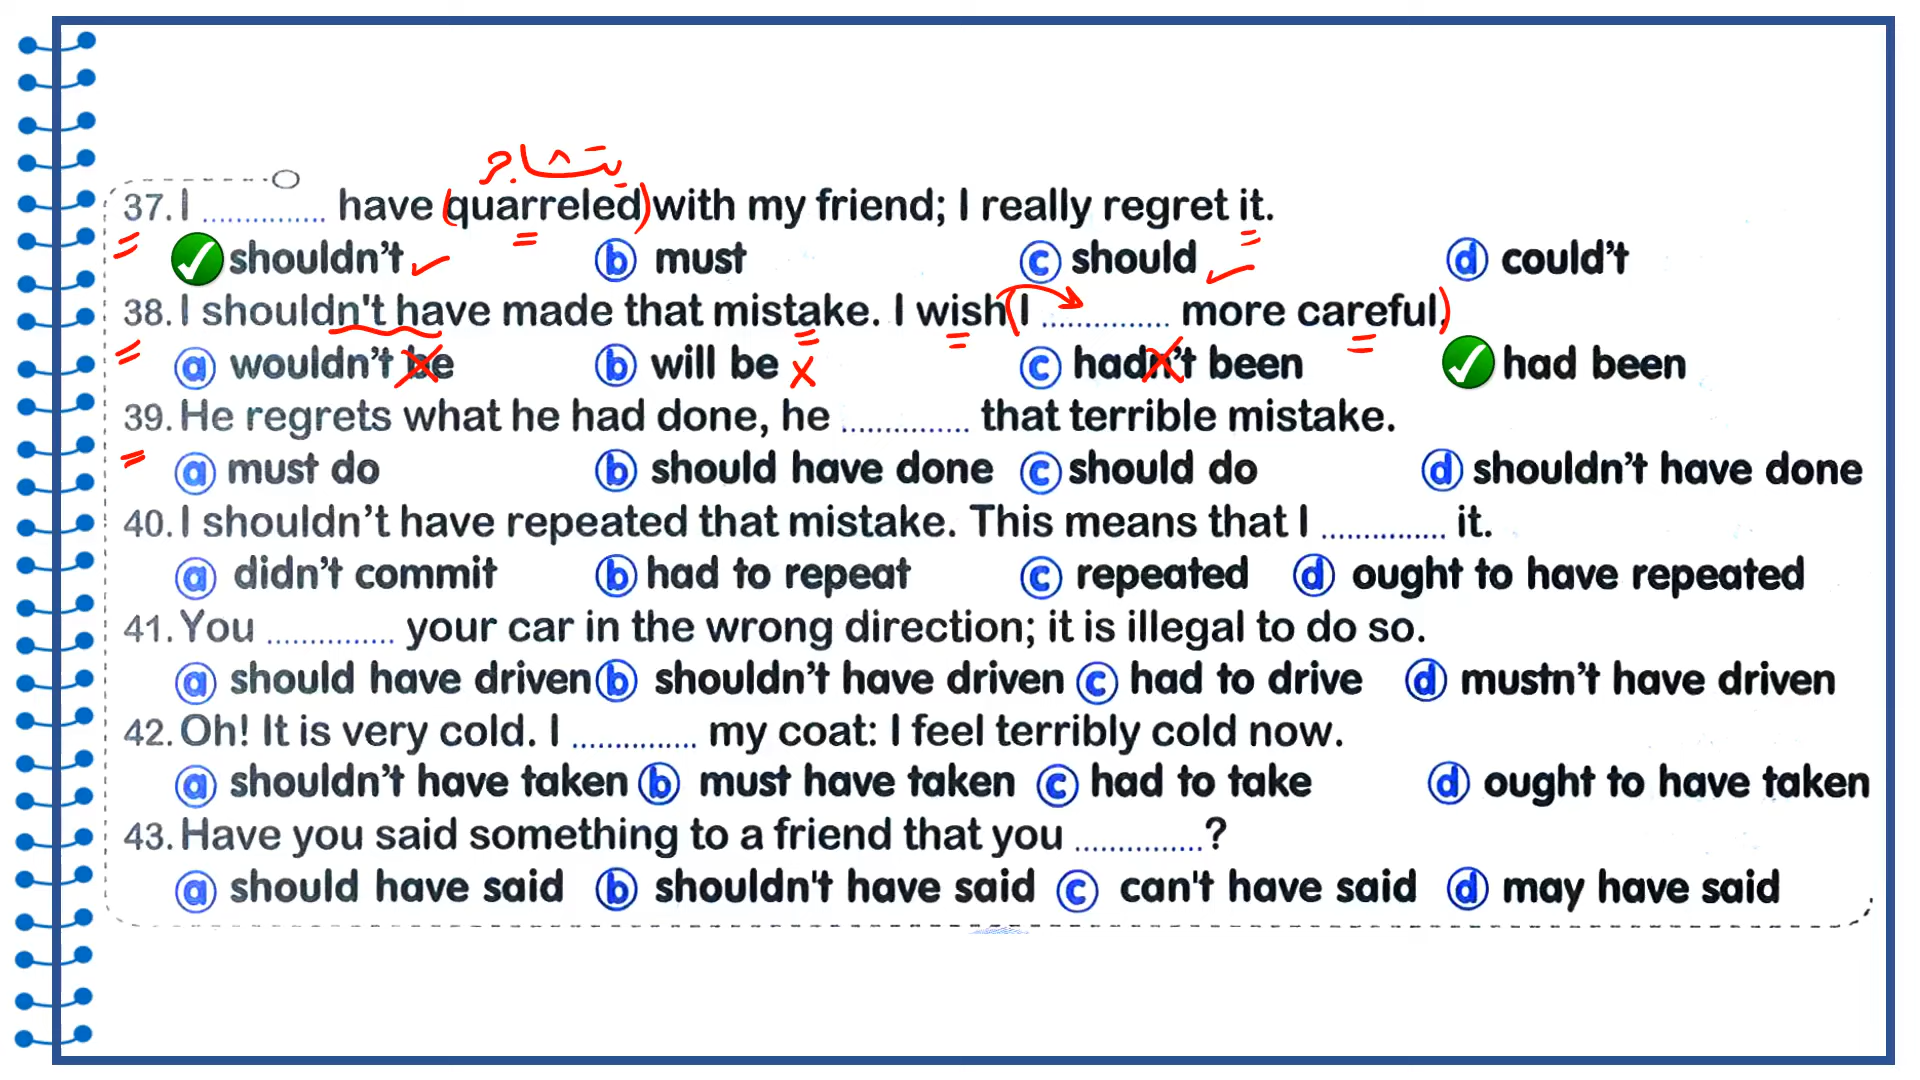 يتشاجر
37. I ............... have (quarreled) with my friend; I really regret it.
shouldn't ⓑ must ⓒ should ⓓ could't
38. I shouldn't have made that mistake. I wish (I ............... more careful.)
ⓐ wouldn't be ⓑ will be ⓒ hadn't been had been
39. He regrets what he had done, he ............... that terrible mistake.
ⓐ must do ⓑ should have done ⓒ should do ⓓ shouldn't have done
40. I shouldn't have repeated that mistake. This means that I ............... it.
ⓐ didn't commit ⓑ had to repeat ⓒ repeated ⓓ ought to have repeated
41. You ............... your car in the wrong direction; it is illegal to do so.
ⓐ should have driven ⓑ shouldn't have driven ⓒ had to drive ⓓ mustn't have driven
42. Oh! It is very cold. I ............... my coat: I feel terribly cold now.
ⓐ shouldn't have taken ⓑ must have taken ⓒ had to take ⓓ ought to have taken
43. Have you said something to a friend that you ...............?
ⓐ should have said ⓑ shouldn't have said ⓒ can't have said ⓓ may have said